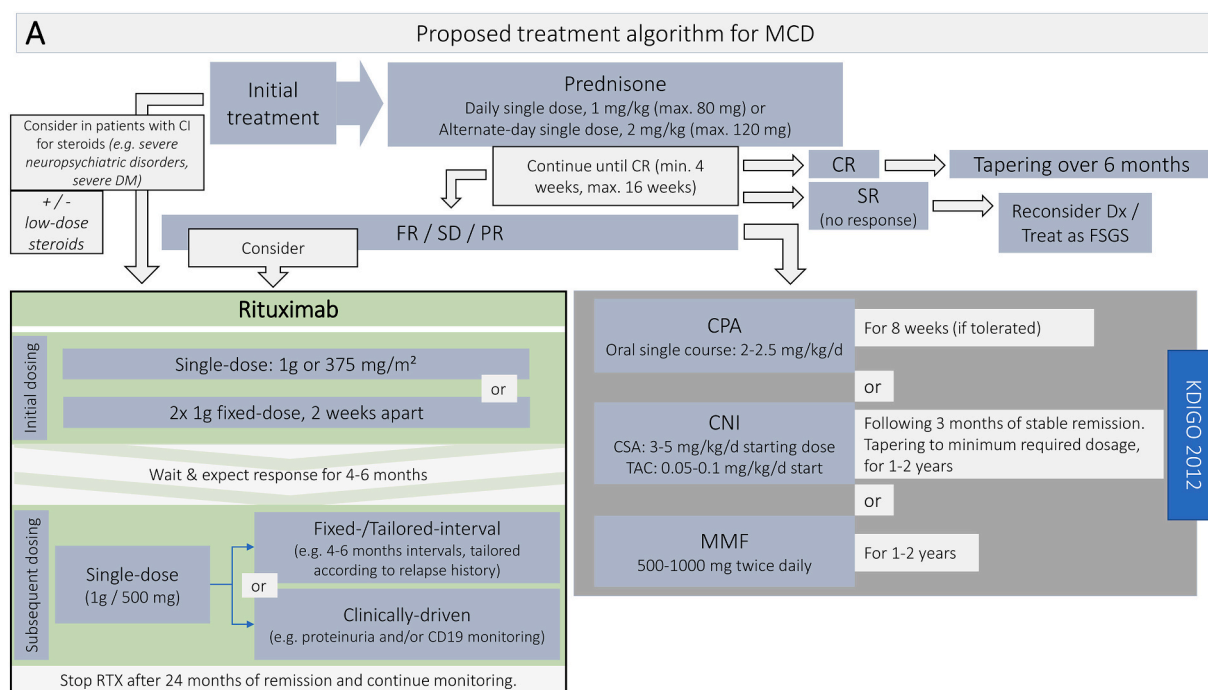 A
Proposed treatment algorithm for MCD
Initial
treatment
Prednisone
Daily single dose, 1 mg/kg (max. 80 mg) or
Alternate-day single dose, 2 mg/kg (max. 120 mg)
Consider in patients with CI
for steroids (e.g. severe
neuropsychiatric disorders,
severe DM)
+ / -
low-dose
steroids
Continue until CR (min. 4
weeks, max. 16 weeks)
CR
Tapering over 6 months
SR
(no response)
Reconsider Dx /
Treat as FSGS
FR / SD / PR
Consider
Rituximab
Initial dosing
Single-dose: 1g or 375 mg/m²
or
2x 1g fixed-dose, 2 weeks apart
Wait & expect response for 4-6 months
Subsequent dosing
Single-dose
(1g / 500 mg)
Fixed-/Tailored-interval
(e.g. 4-6 months intervals, tailored
according to relapse history)
or
Clinically-driven
(e.g. proteinuria and/or CD19 monitoring)
Stop RTX after 24 months of remission and continue monitoring.
CPA
Oral single course: 2-2.5 mg/kg/d
For 8 weeks (if tolerated)
or
CNI
CSA: 3-5 mg/kg/d starting dose
TAC: 0.05-0.1 mg/kg/d start
Following 3 months of stable remission.
Tapering to minimum required dosage,
for 1-2 years
or
MMF
500-1000 mg twice daily
For 1-2 years
KDIGO 2012